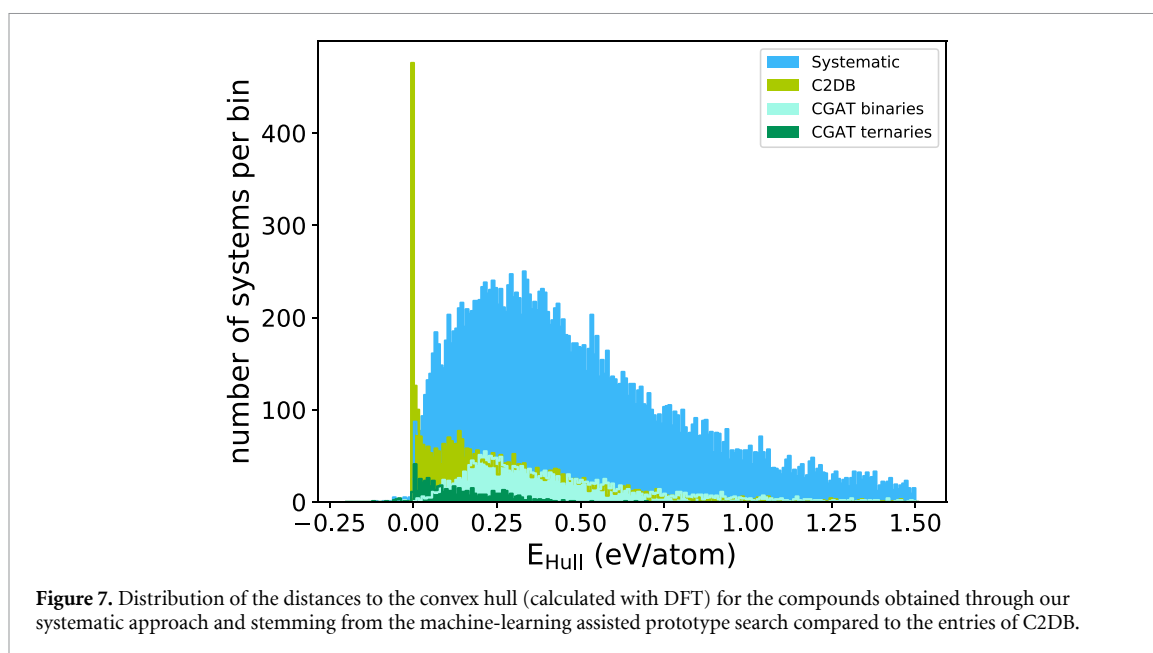 number of systems per bin
400
300
200
100
0
Systematic
C2DB
CGAT binaries
CGAT ternaries
−0.25 0.00 0.25 0.50 0.75 1.00 1.25 1.50
E_Hull (eV/atom)
Figure 7. Distribution of the distances to the convex hull (calculated with DFT) for the compounds obtained through our
systematic approach and stemming from the machine-learning assisted prototype search compared to the entries of C2DB.